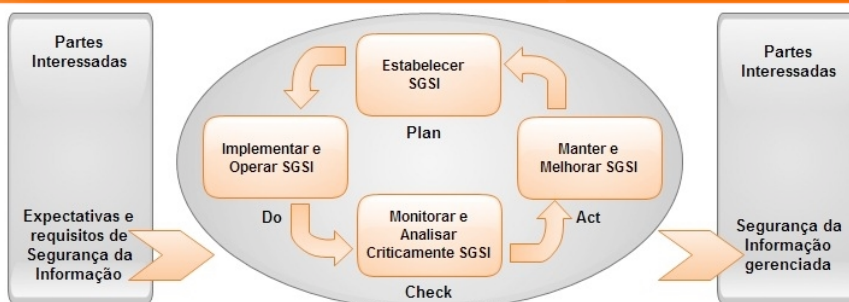 Partes
Interessadas
Expectativas e
requisitos de
Segurança da
Informação
Estabelecer
SGSI
Plan
Implementar e
Operar SGSI
Do
Monitorar e
Analisar
Criticamente SGSI
Check
Manter e
Melhorar SGSI
Act
Partes
Interessadas
Segurança da
Informação
gerenciada